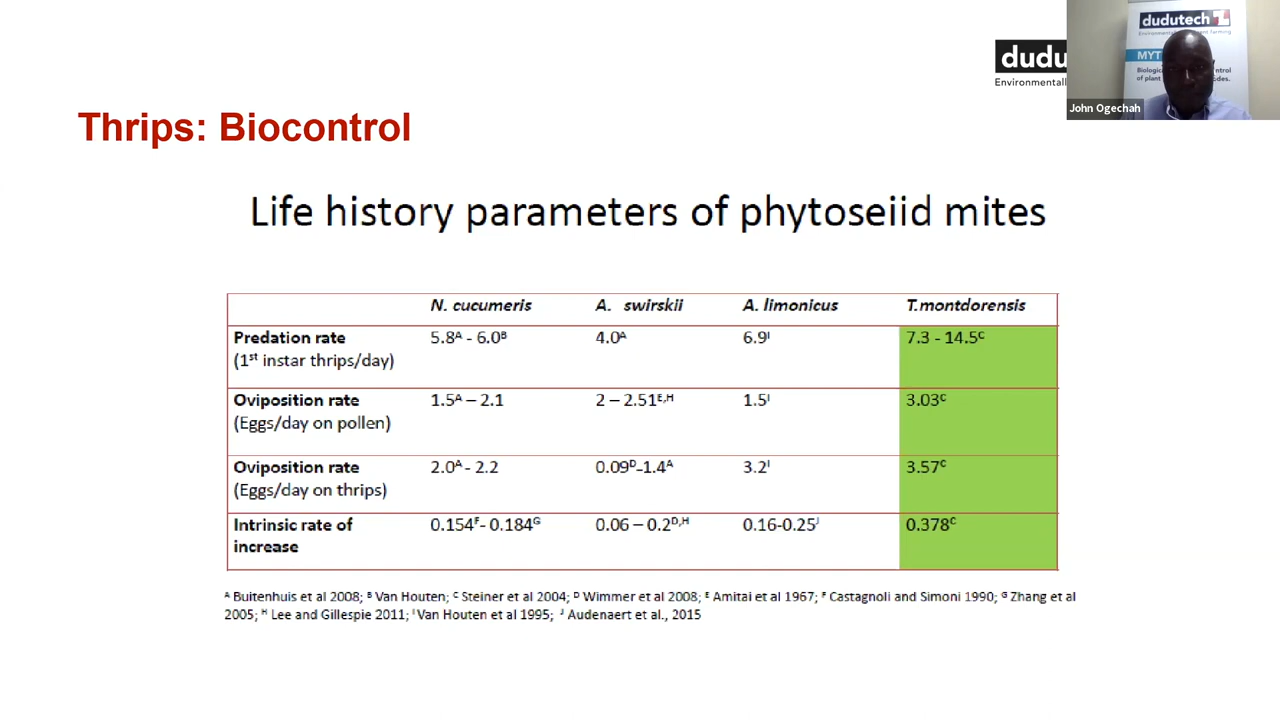 dudutech
Environmental
MYT
Biological
of plant
dudu
Environmentall
John Ogechah
Thrips: Biocontrol
Life history parameters of phytoseiid mites
N. cucumeris A. swirskii A. limonicus T.montdorensis
Predation rate 5.8ᴬ - 6.0ᴮ 4.0ᴬ 6.9ᴵ 7.3 - 14.5ᶜ
(1ˢᵗ instar thrips/day)
Oviposition rate 1.5ᴬ – 2.1 2 – 2.51ᴱ,ᴴ 1.5ᴵ 3.03ᶜ
(Eggs/day on pollen)
Oviposition rate 2.0ᴬ - 2.2 0.09ᴰ-1.4ᴬ 3.2ᴵ 3.57ᶜ
(Eggs/day on thrips)
Intrinsic rate of 0.154ᶠ- 0.184ᴳ 0.06 – 0.2ᴰ,ᴴ 0.16-0.25ᴶ 0.378ᶜ
increase
ᴬ Buitenhuis et al 2008; ᴮ Van Houten; ᶜ Steiner et al 2004; ᴰ Wimmer et al 2008; ᴱ Amitai et al 1967; ᶠ Castagnoli and Simoni 1990; ᴳ Zhang et al
2005; ᴴ Lee and Gillespie 2011; ᴵ Van Houten et al 1995; ᴶ Audenaert et al., 2015